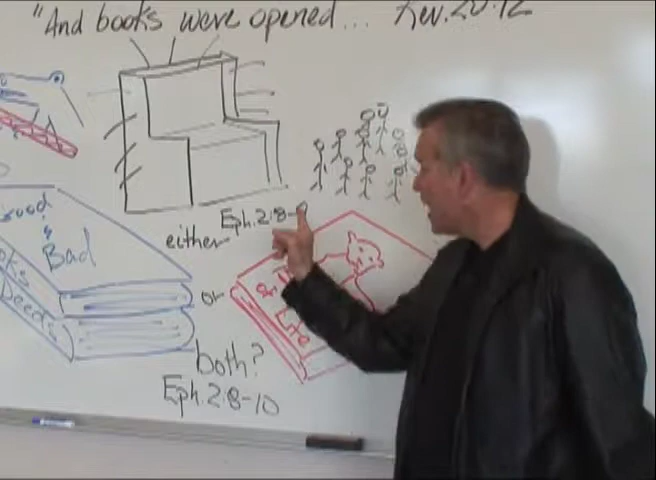 "And books were opened... Rev. 20:12
Good
&
Bad
Deeds
Eph. 2:8-9
either
or
both?
Eph. 2:8-10